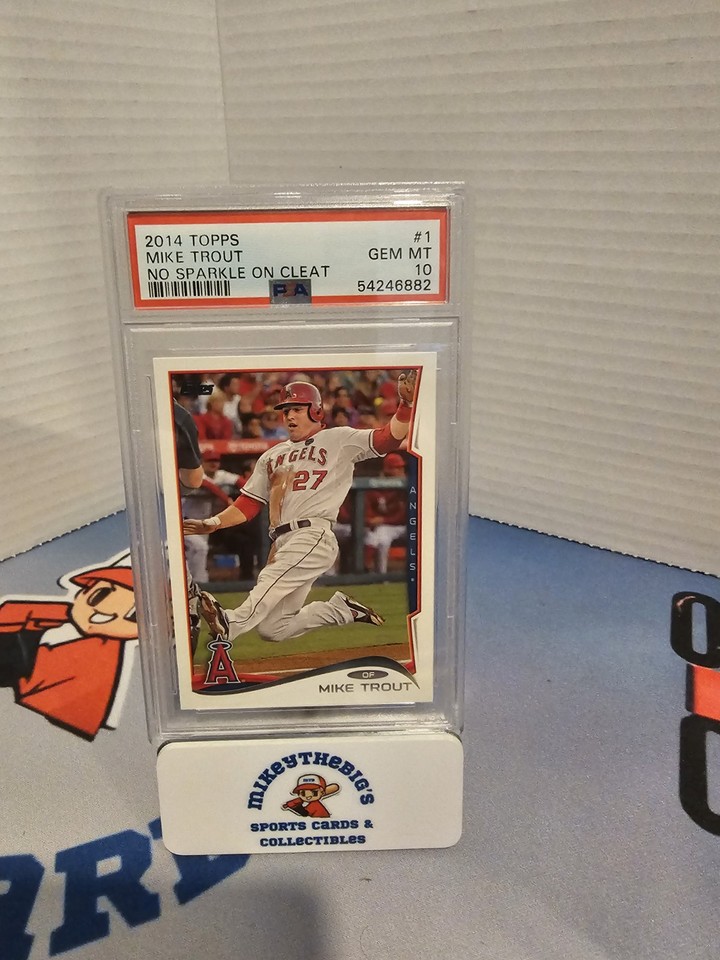 2014 TOPPS #1
MIKE TROUT GEM MT
NO SPARKLE ON CLEAT 10
54246882
PSA
Topps
ANGELS
27
ANGELS
A
OF
MIKE TROUT
MIKEYTHEBIG'S
SPORTS CARDS &
COLLECTIBLES